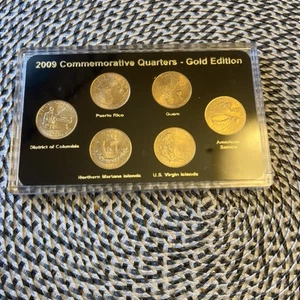 2009 Commemorative Quarters - Gold Edition
Puerto Rico
Guam
District of Columbia
American
Samoa
Northern Mariana Islands
U.S. Virgin Islands